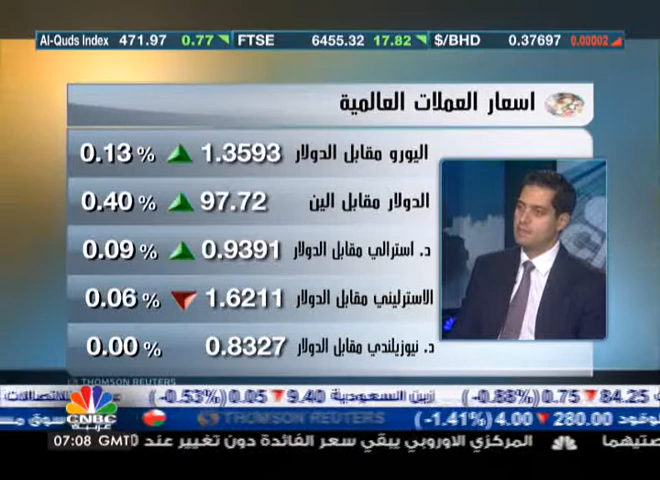 Al-Quds Index 471.97 0.77 FTSE 6455.32 17.82 $/BHD 0.37697 0.00002
اسعار العملات العالمية
اليورو مقابل الدولار 1.3593 0.13 %
الدولار مقابل الين 97.72 0.40 %
د. استرالي مقابل الدولار 0.9391 0.09 %
الاسترليني مقابل الدولار 1.6211 0.06 %
د. نيوزيلندي مقابل الدولار 0.8327 0.00 %
THOMSON REUTERS
84.25 0.75 (-0.88%) زين السعودية 9.40 0.05 (-0.53%)
280.00 4.00 (-1.41%) THOMSON REUTERS سوق
CNBC
عربية
07:08 GMT
المركزي الاوروبي يبقي سعر الفائدة دون تغيير عند